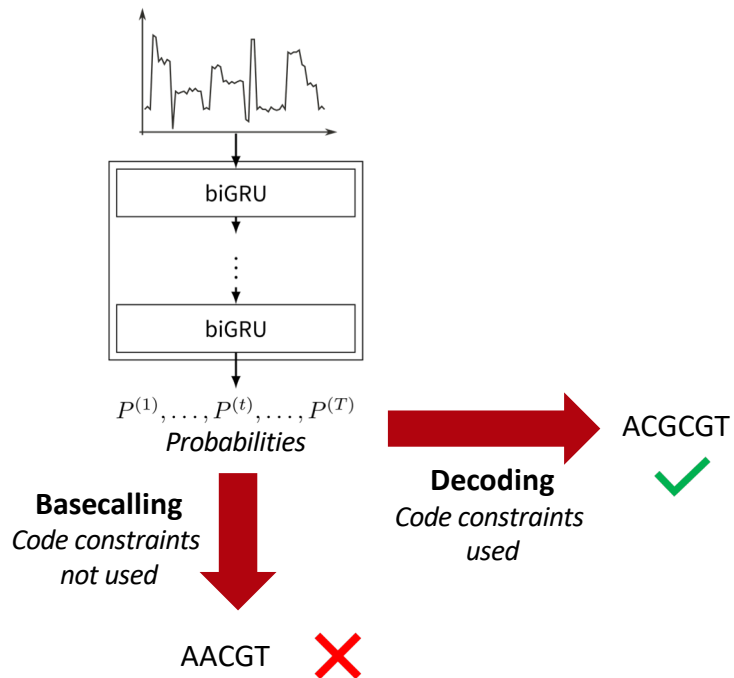 biGRU
⋮
biGRU
P^{(1)}, . . . , P^{(t)}, . . . , P^{(T)}
Probabilities
ACGCGT
Decoding
Code constraints
used
Basecalling
Code constraints
not used
AACGT